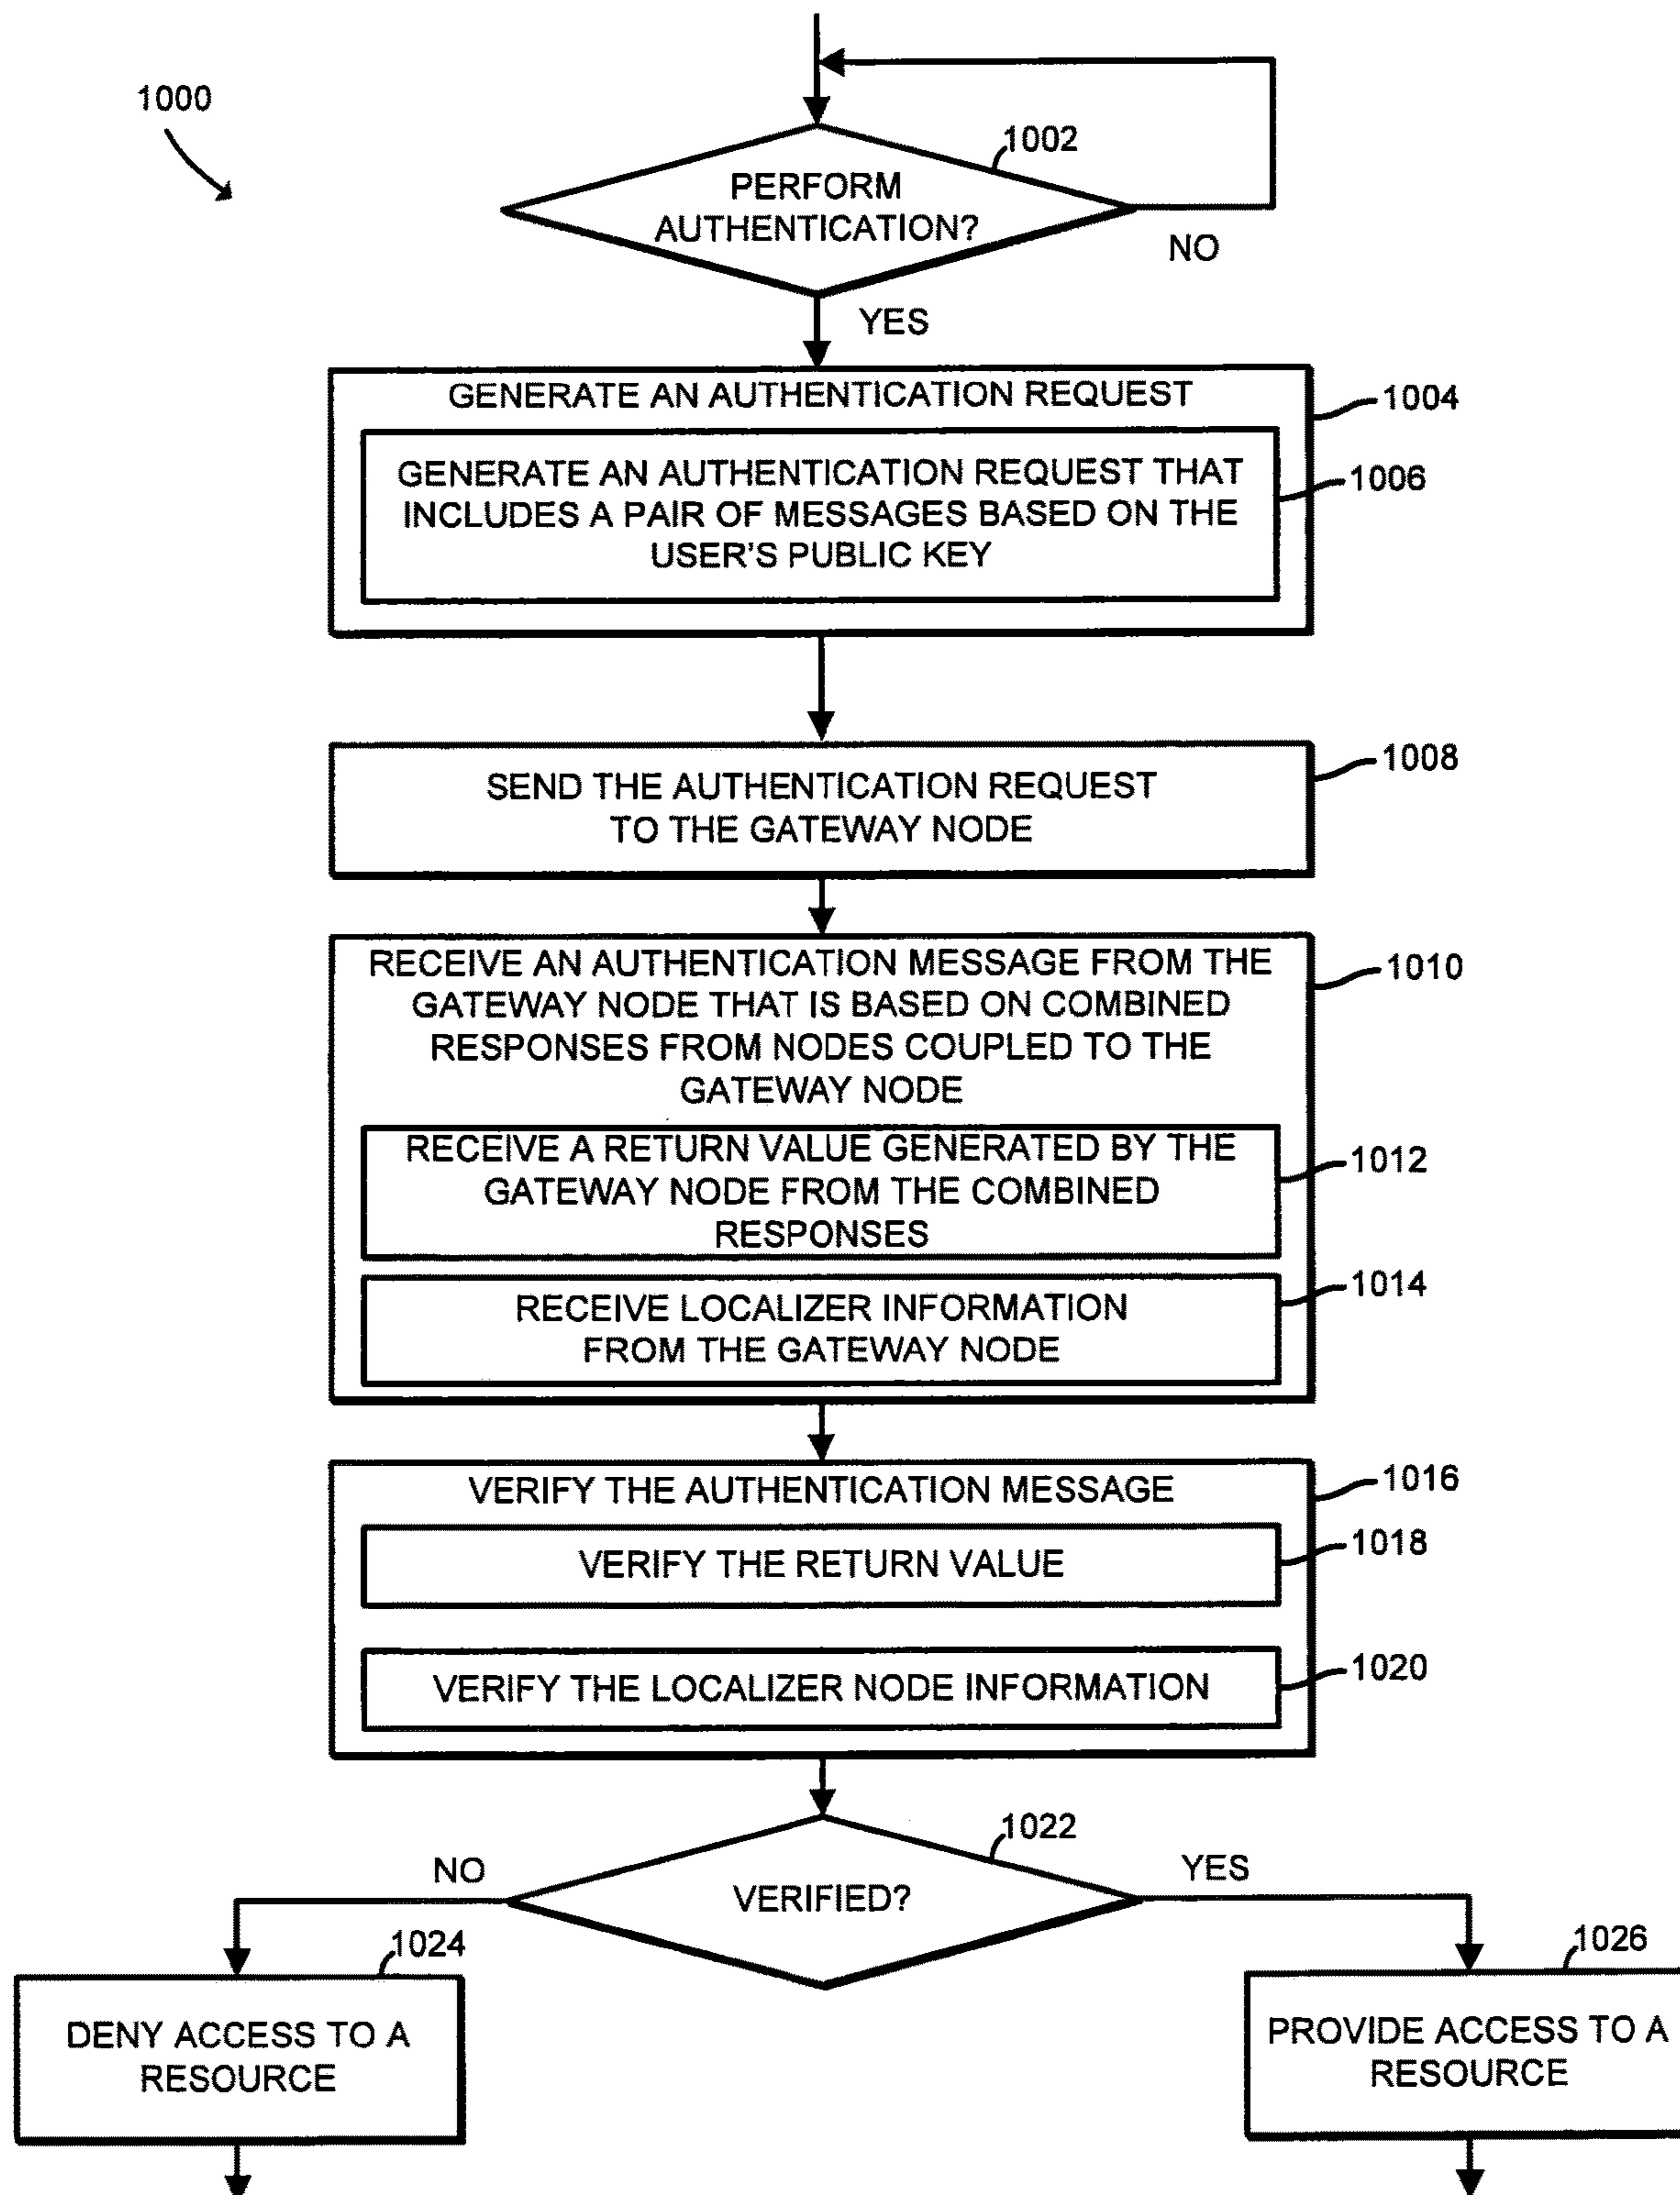 1000
1002
PERFORM
AUTHENTICATION?
NO
YES
GENERATE AN AUTHENTICATION REQUEST
1004
GENERATE AN AUTHENTICATION REQUEST THAT
INCLUDES A PAIR OF MESSAGES BASED ON THE
USER'S PUBLIC KEY
1006
SEND THE AUTHENTICATION REQUEST
TO THE GATEWAY NODE
1008
RECEIVE AN AUTHENTICATION MESSAGE FROM THE
GATEWAY NODE THAT IS BASED ON COMBINED
RESPONSES FROM NODES COUPLED TO THE
GATEWAY NODE
1010
RECEIVE A RETURN VALUE GENERATED BY THE
GATEWAY NODE FROM THE COMBINED
RESPONSES
1012
RECEIVE LOCALIZER INFORMATION
FROM THE GATEWAY NODE
1014
VERIFY THE AUTHENTICATION MESSAGE
1016
VERIFY THE RETURN VALUE
1018
VERIFY THE LOCALIZER NODE INFORMATION
1020
1022
VERIFIED?
NO
YES
1024
DENY ACCESS TO A
RESOURCE
1026
PROVIDE ACCESS TO A
RESOURCE